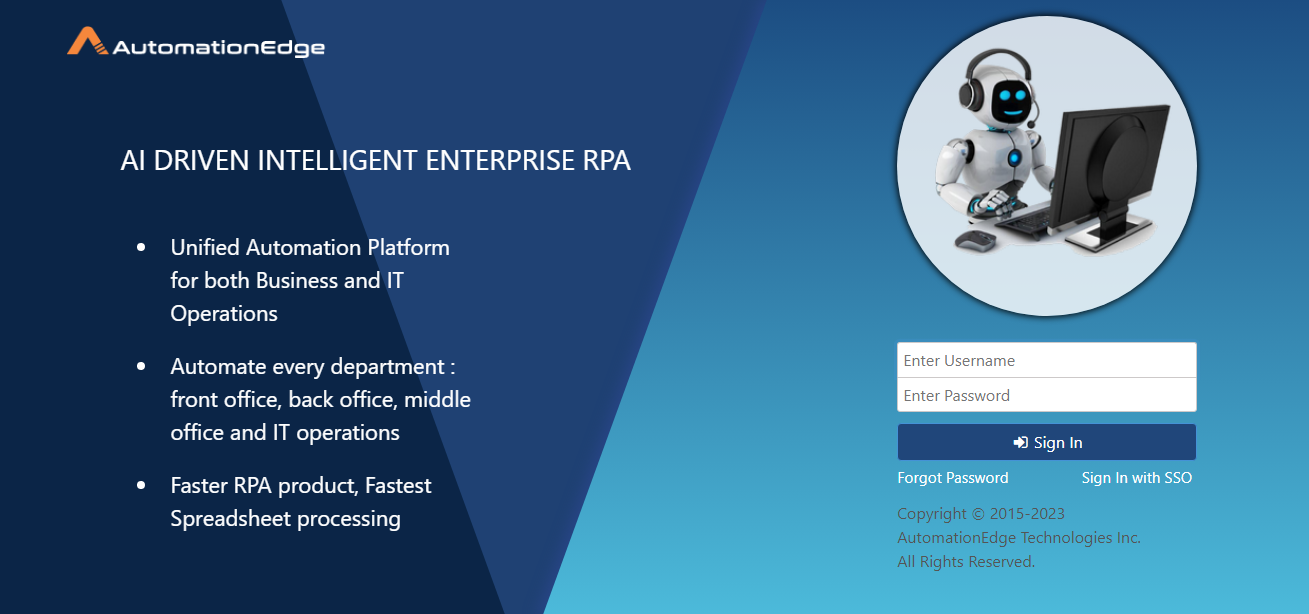 AutomationEdge
AI DRIVEN INTELLIGENT ENTERPRISE RPA
Unified Automation Platform
for both Business and IT
Operations
Automate every department :
front office, back office, middle
office and IT operations
Faster RPA product, Fastest
Spreadsheet processing
Enter Username
Enter Password
Sign In
Forgot Password
Sign In with SSO
Copyright © 2015-2023
AutomationEdge Technologies Inc.
All Rights Reserved.